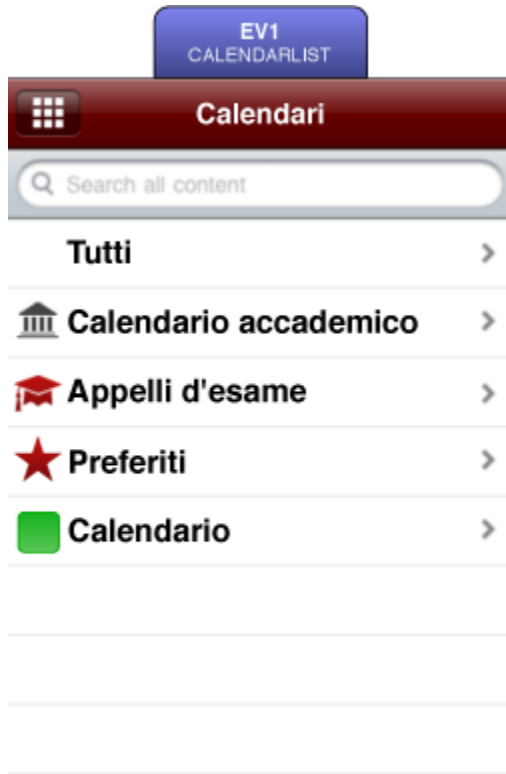 EV1
CALENDARLIST
Calendari
Search all content
Tutti
Calendario accademico
Appelli d'esame
Preferiti
Calendario